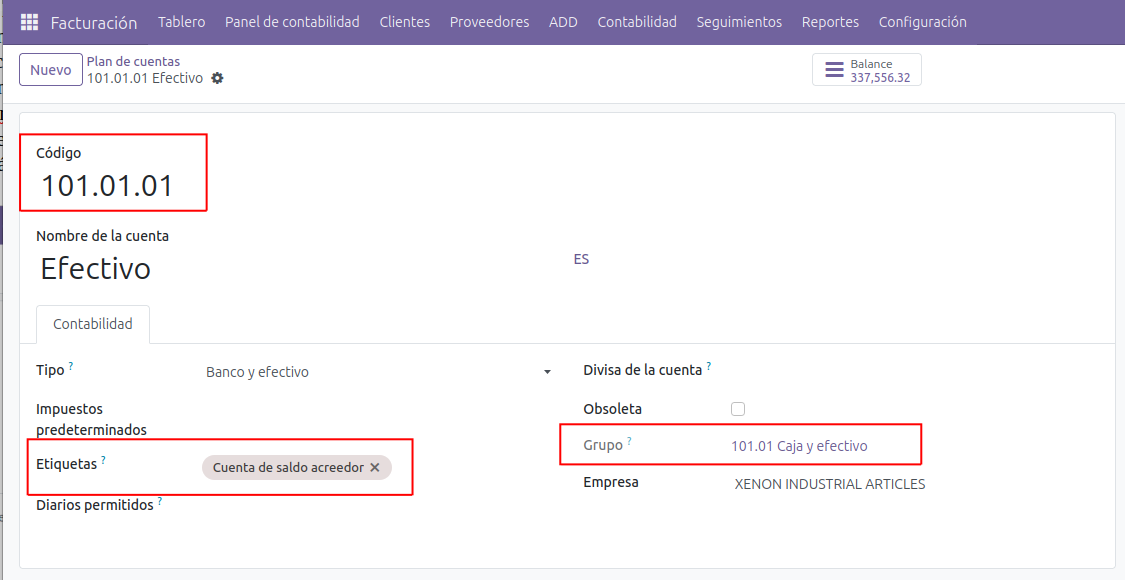 Facturación Tablero Panel de contabilidad Clientes Proveedores ADD Contabilidad Seguimientos Reportes Configuración
Nuevo
Plan de cuentas
101.01.01 Efectivo
Balance
337,556.32
Código
101.01.01
Nombre de la cuenta
Efectivo
ES
Contabilidad
Tipo ?
Banco y efectivo
Impuestos
predeterminados
Etiquetas ?
Cuenta de saldo acreedor ✕
Diarios permitidos ?
Divisa de la cuenta ?
Obsoleta
Grupo ?
101.01 Caja y efectivo
Empresa
XENON INDUSTRIAL ARTICLES